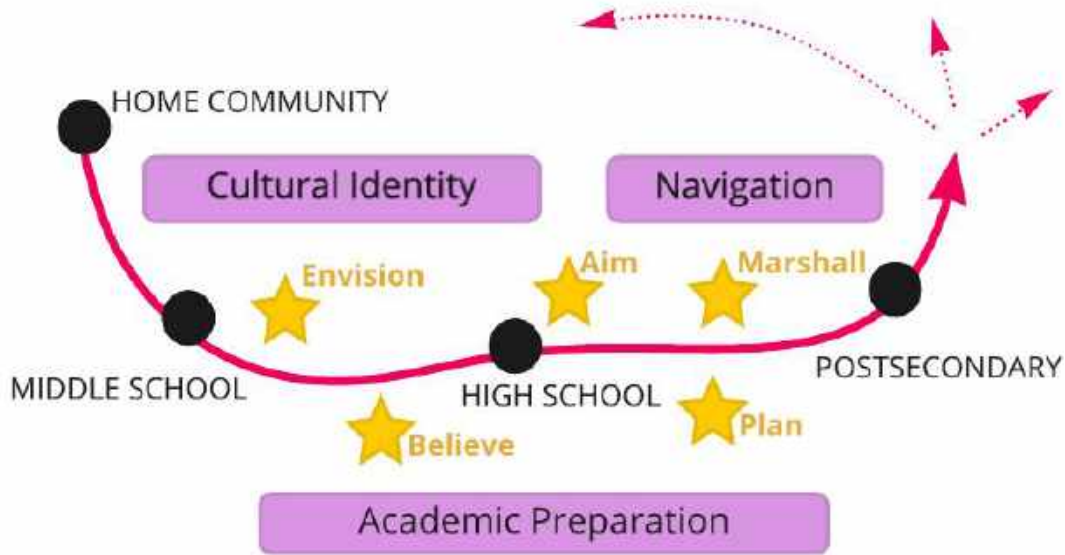 HOME COMMUNITY
Cultural Identity
Navigation
Envision
Aim
Marshall
MIDDLE SCHOOL
HIGH SCHOOL
POSTSECONDARY
Believe
Plan
Academic Preparation